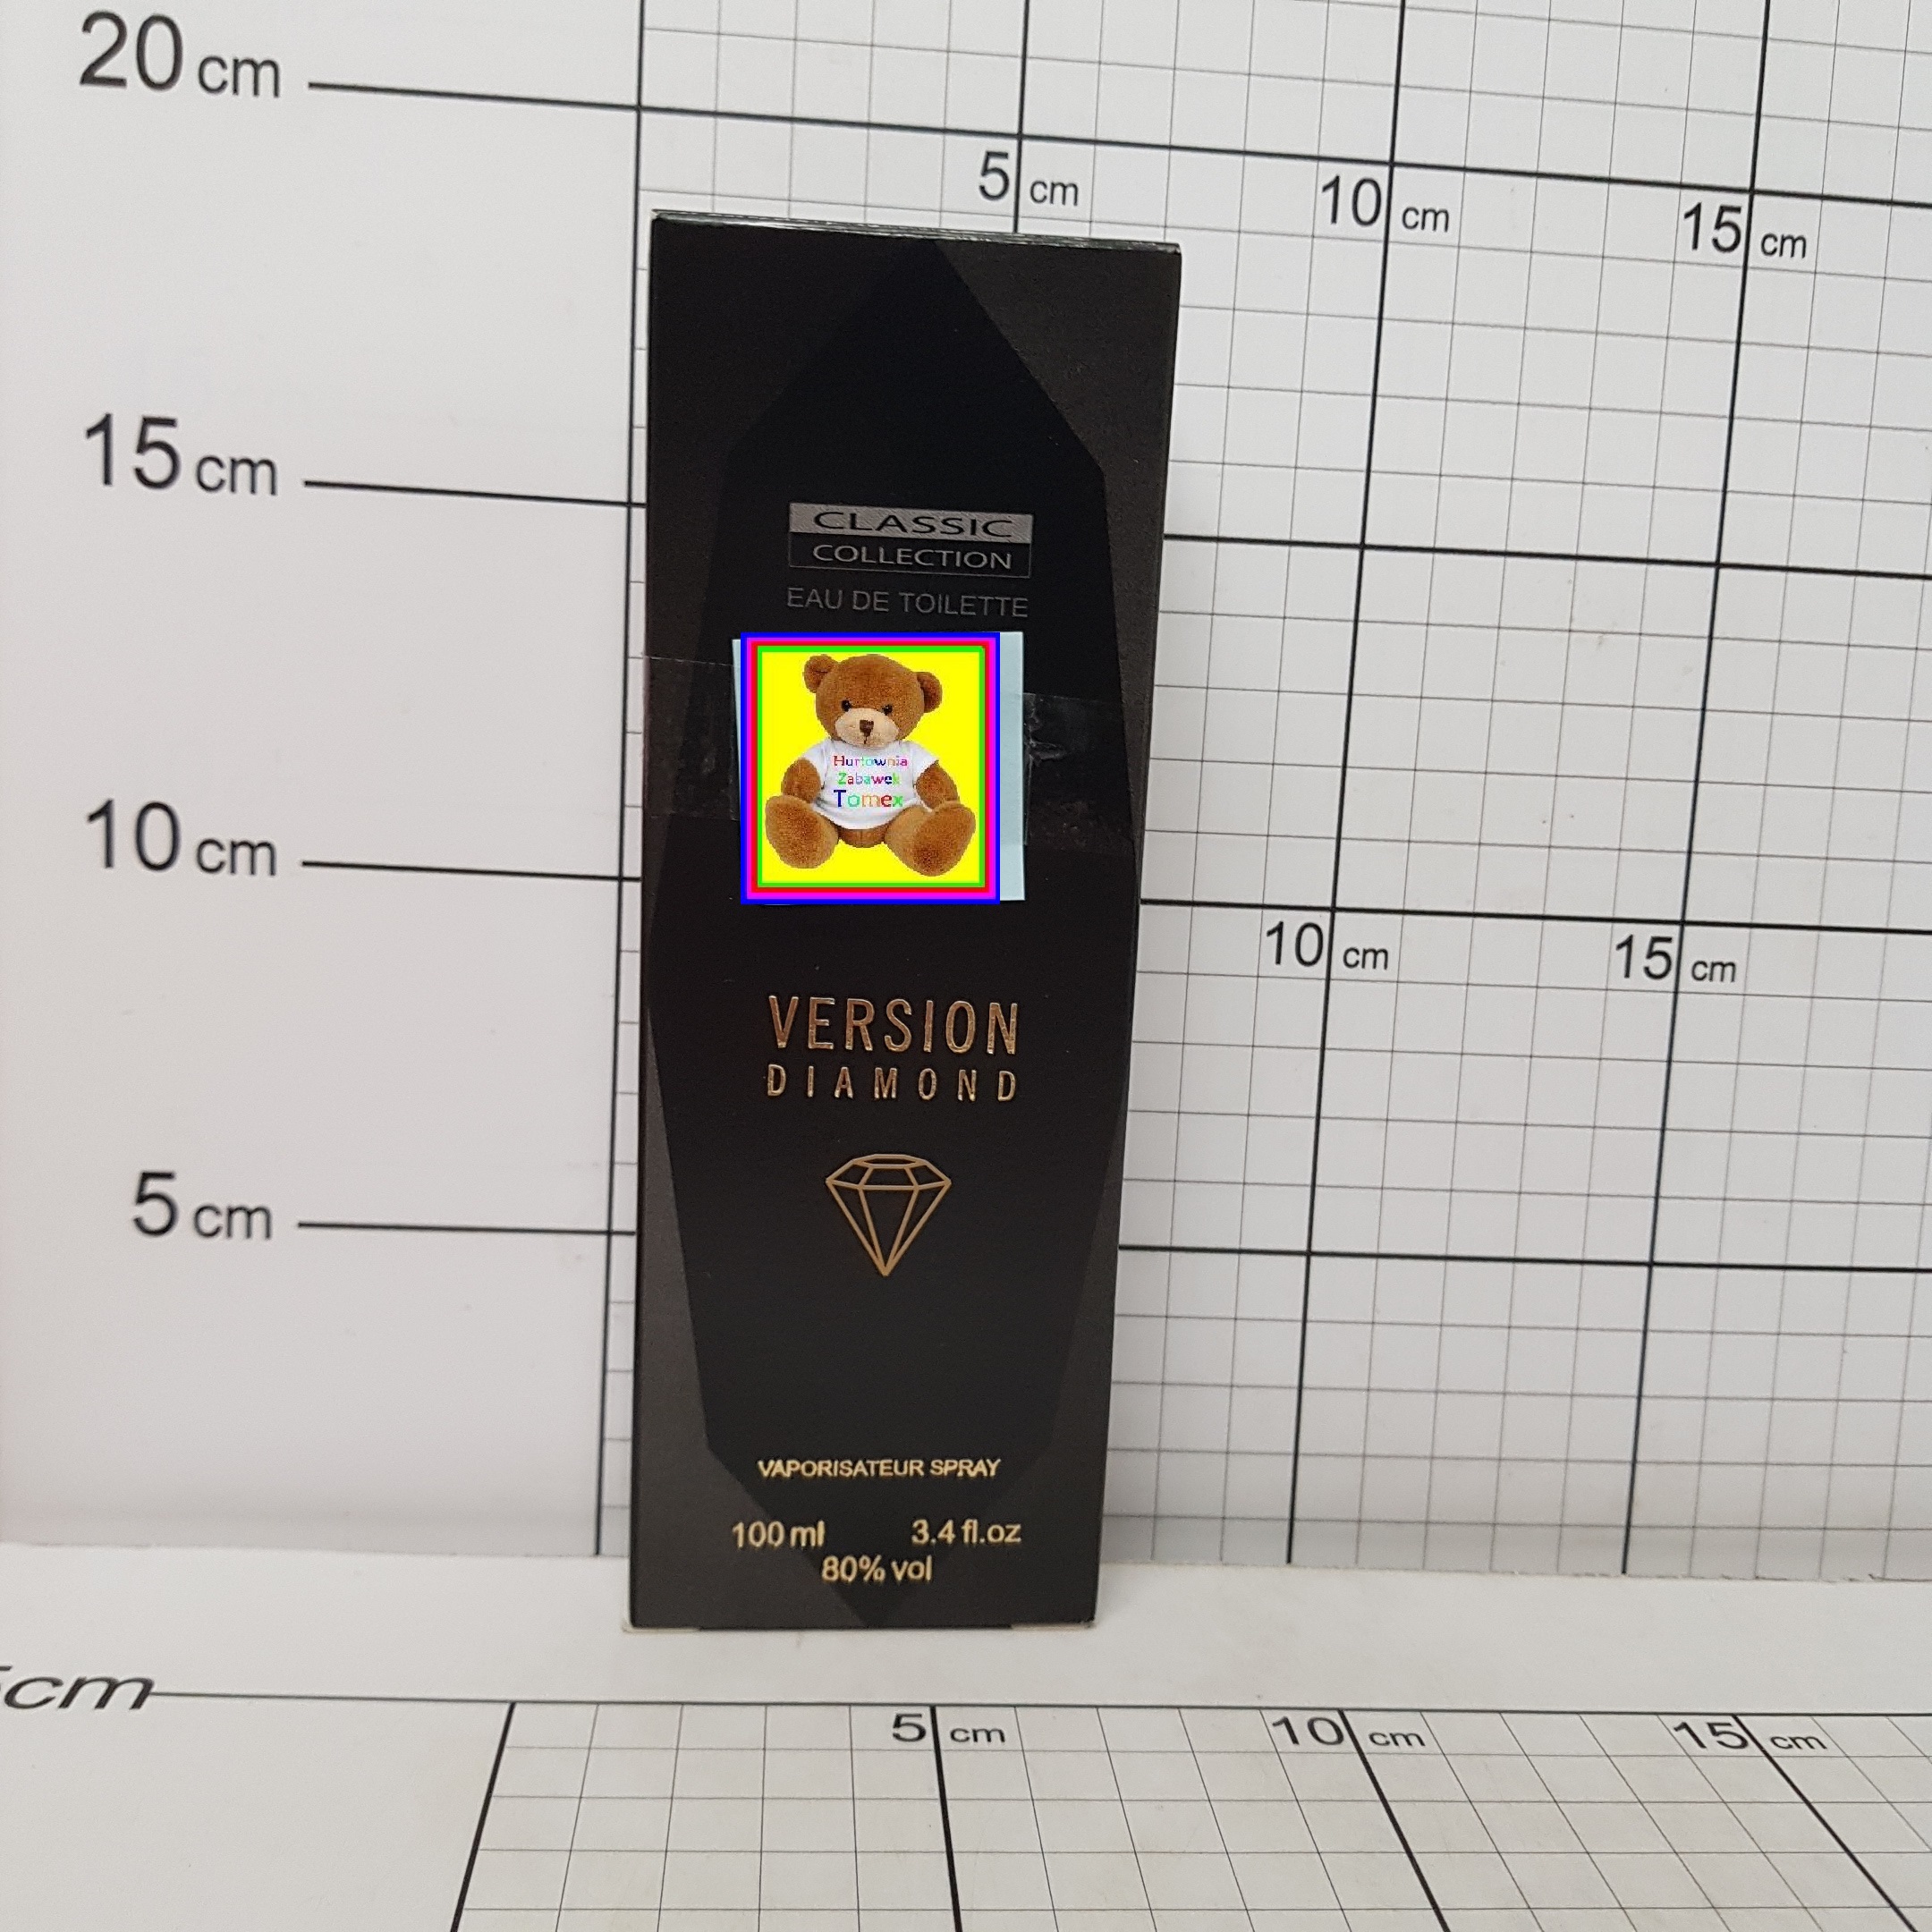 20 cm
5 cm
10 cm
15 cm
15 cm
CLASSIC
COLLECTION
EAU DE TOILETTE
Hurtownia
Zabawek
Tomex
10 cm
10 cm
15 cm
VERSION
DIAMOND
5 cm
VAPORISATEUR SPRAY
100 ml 3.4 fl.oz
80% vol
5cm
5 cm
10 cm
15 cm